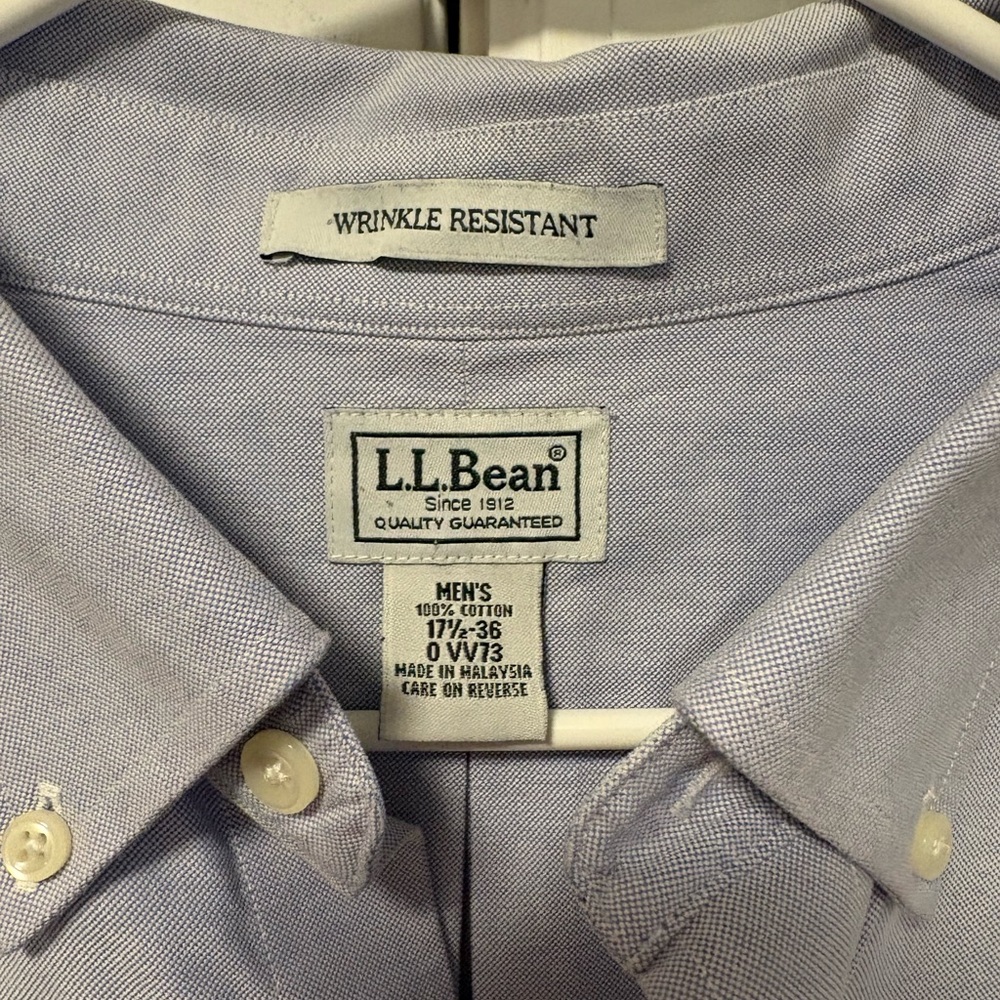 WRINKLE RESISTANT
L.L.Bean®
Since 1912
QUALITY GUARANTEED
MEN'S
100% COTTON
17½-36
0 VV73
MADE IN MALAYSIA
CARE ON REVERSE